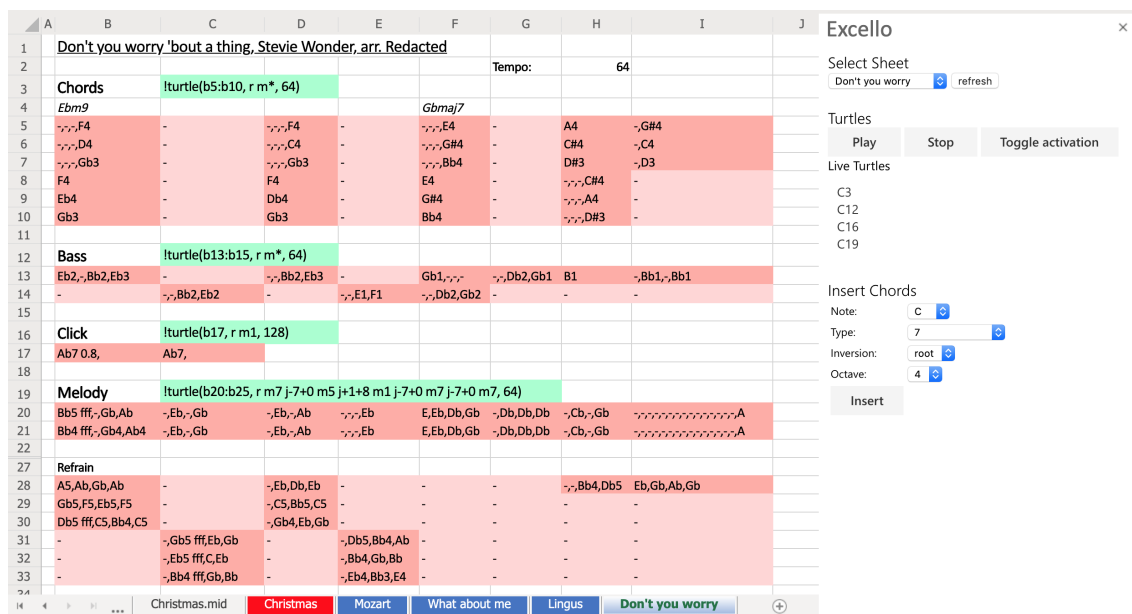 A B C D E F G H I J
1 Don't you worry 'bout a thing, Stevie Wonder, arr. Redacted
2 Tempo: 64
3 Chords !turtle(b5:b10, r m*, 64)
4 Ebm9 Gbmaj7
5 -,-,-,F4 - -,-,-,F4 - -,-,-,E4 - A4 -,G#4
6 -,-,-,D4 - -,-,-,C4 - -,-,-,G#4 - C#4 -,C4
7 -,-,-,Gb3 - -,-,-,Gb3 - -,-,-,Bb4 - D#3 -,D3
8 F4 - F4 - E4 - -,-,-,C#4 -
9 Eb4 - Db4 - G#4 - -,-,-,A4 -
10 Gb3 - Gb3 - Bb4 - -,-,-,D#3 -
11
12 Bass !turtle(b13:b15, r m*, 64)
13 Eb2,-,Bb2,Eb3 - -,-,Bb2,Eb3 - Gb1,-,-,- -,-,Db2,Gb1 B1 -,Bb1,-,Bb1
14 - -,-,Bb2,Eb2 - -,-,E1,F1 -,-,Db2,Gb2 - - -
15
16 Click !turtle(b17, r m1, 128)
17 Ab7 0.8, Ab7,
18
19 Melody !turtle(b20:b25, r m7 j-7+0 m5 j+1+8 m1 j-7+0 m7 j-7+0 m7, 64)
20 Bb5 fff,-,Gb,Ab -,Eb,-,Gb -,Eb,-,Ab -,-,-,Eb E,Eb,Db,Gb -,Db,Db,Db -,Cb,-,Gb -,-,-,-,-,-,-,-,-,-,-,-,-,-,-,A
21 Bb4 fff,-,Gb4,Ab4 -,Eb,-,Gb -,Eb,-,Ab -,-,-,Eb E,Eb,Db,Gb -,Db,Db,Db -,Cb,-,Gb -,-,-,-,-,-,-,-,-,-,-,-,-,-,-,A
22
27 Refrain
28 A5,Ab,Gb,Ab - -,Eb,Db,Eb - - - -,-,Bb4,Db5 Eb,Gb,Ab,Gb
29 Gb5,F5,Eb5,F5 - -,C5,Bb5,C5 - - - - -
30 Db5 fff,C5,Bb4,C5 - -,Gb4,Eb,Gb - - - - -
31 - -,Gb5 fff,Eb,Gb - -,Db5,Bb4,Ab - - - -
32 - -,Eb5 fff,C,Eb - -,Bb4,Gb,Bb - - - -
33 - -,Bb4 fff,Gb,Bb - -,Eb4,Bb3,E4 - - - -
... Christmas.mid Christmas Mozart What about me Lingus Don't you worry
Excello
Select Sheet
Don't you worry refresh
Turtles
Play Stop Toggle activation
Live Turtles
C3
C12
C16
C19
Insert Chords
Note: C
Type: 7
Inversion: root
Octave: 4
Insert